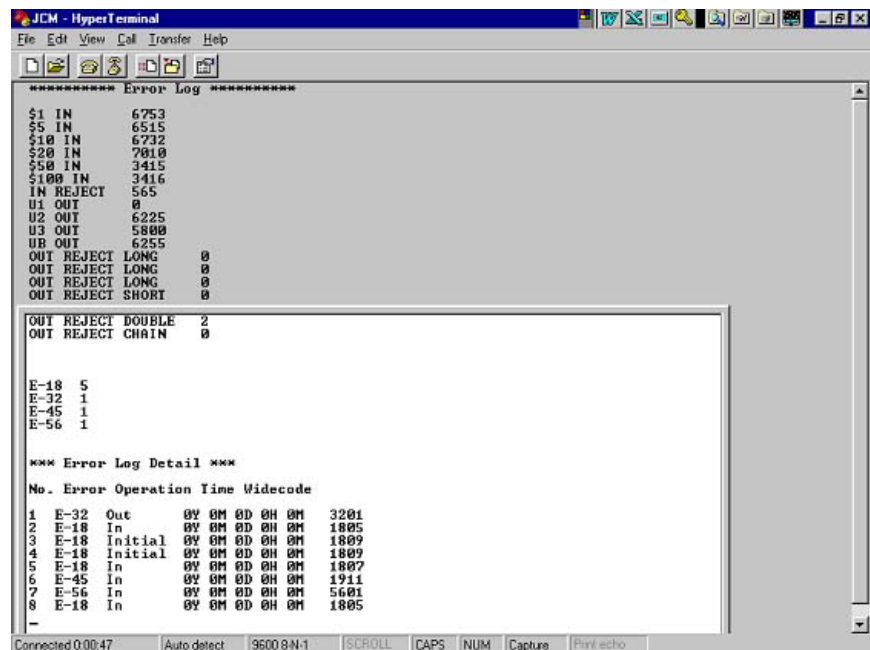 JCM - HyperTerminal
File Edit View Call Transfer Help
********** Error Log **********
$1 IN 6753
$5 IN 6515
$10 IN 6732
$20 IN 7010
$50 IN 3415
$100 IN 3416
IN REJECT 565
U1 OUT 0
U2 OUT 6225
U3 OUT 5800
UB OUT 6255
OUT REJECT LONG 0
OUT REJECT LONG 0
OUT REJECT LONG 0
OUT REJECT SHORT 0
OUT REJECT DOUBLE 2
OUT REJECT CHAIN 0
E-18 5
E-32 1
E-45 1
E-56 1
*** Error Log Detail ***
No. Error Operation Time Widecode
1 E-32 Out 0Y 0M 0D 0H 0M 3201
2 E-18 In 0Y 0M 0D 0H 0M 1805
3 E-18 Initial 0Y 0M 0D 0H 0M 1809
4 E-18 Initial 0Y 0M 0D 0H 0M 1809
5 E-18 In 0Y 0M 0D 0H 0M 1807
6 E-45 In 0Y 0M 0D 0H 0M 1911
7 E-56 In 0Y 0M 0D 0H 0M 5601
8 E-18 In 0Y 0M 0D 0H 0M 1805
Connected 0:00:47 Auto detect 9600 8-N-1 SCROLL CAPS NUM Capture Print echo